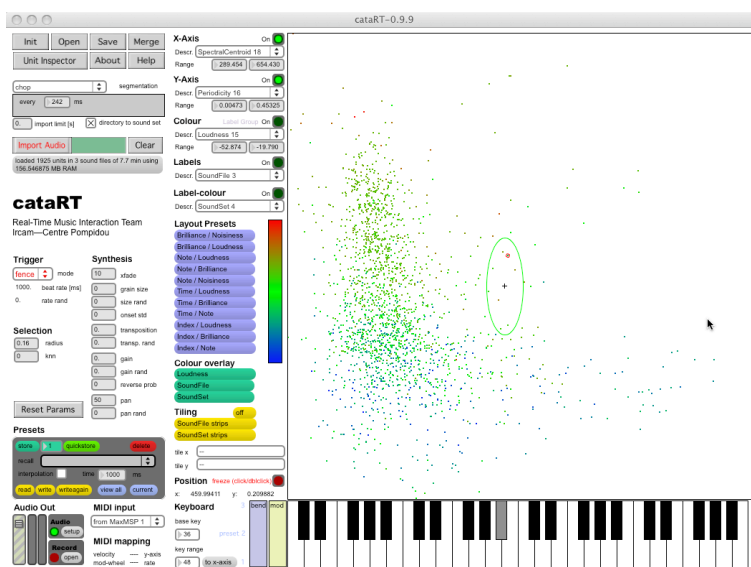 cataRT-0.9.9
Init Open Save Merge
Unit Inspector About Help
chop segmentation
every 242 ms
0. import limit [s] directory to sound set
Import Audio Clear
loaded 1925 units in 3 sound files of 7.7 min using
156.546875 MB RAM
cataRT
Real-Time Music Interaction Team
Ircam—Centre Pompidou
Trigger
fence mode
1000. beat rate [ms]
0. rate rand
Selection
0.16 radius
0 knn
Reset Params
Synthesis
10 xfade
0 grain size
0 size rand
0 onset std
0. transposition
0. transp. rand
0. gain
0. gain rand
0 reverse prob
50 pan
0 pan rand
Presets
store 1 quickstore delete
recall
interpolation time 1000 ms
read write writeagain view all current
Audio Out
Audio
setup
Record
open
MIDI input
from MaxMSP 1
MIDI mapping
velocity — y-axis
mod-wheel — rate
X-Axis On
Descr. SpectralCentroid 18
Range 289.454 654.430
Y-Axis On
Descr. Periodicity 16
Range 0.00473 0.45325
Colour Label Group On
Descr. Loudness 15
Range -52.874 -19.790
Labels On
Descr. SoundFile 3
Label-colour On
Descr. SoundSet 4
Layout Presets
Brilliance / Noisiness
Brilliance / Loudness
Note / Loudness
Note / Brilliance
Note / Noisiness
Time / Loudness
Time / Brilliance
Time / Note
Index / Loudness
Index / Brilliance
Index / Note
Colour overlay
Loudness
SoundFile
SoundSet
Tiling off
SoundFile strips
SoundSet strips
tile x —
tile y —
Position freeze (click/dblclick)
x: 459.99411 y: 0.209882
Keyboard 3 bend mod
base key
36 preset 2
key range
48 to x-axis 1